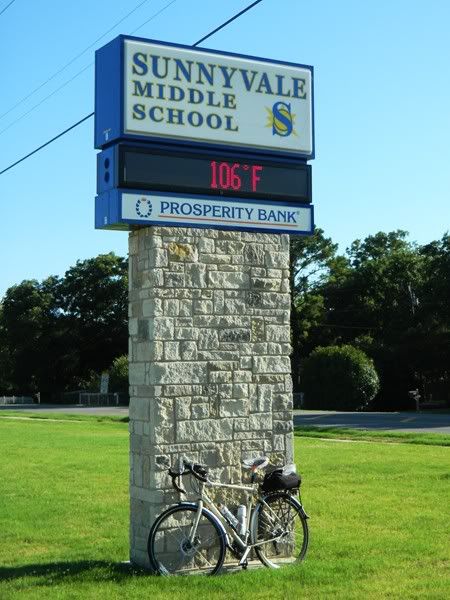 SUNNYVALE
MIDDLE
SCHOOL
S
106°F
PROSPERITY BANK®